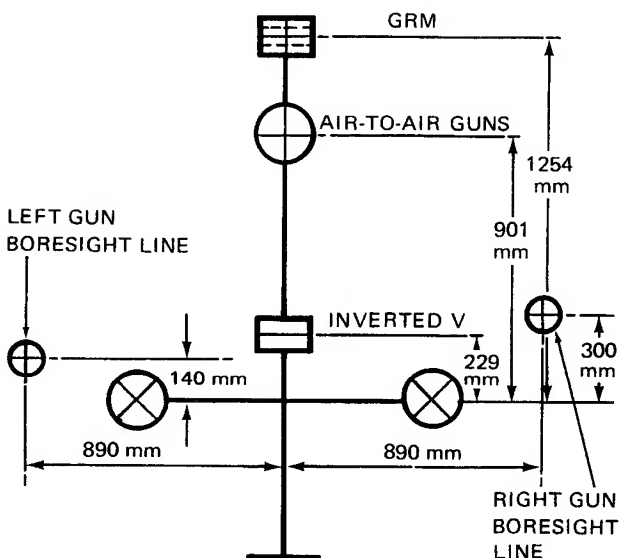 GRM
AIR-TO-AIR GUNS
1254
mm
LEFT GUN
BORESIGHT LINE
901
mm
INVERTED V
140 mm
229
mm
300
mm
890 mm
890 mm
RIGHT GUN
BORESIGHT
LINE